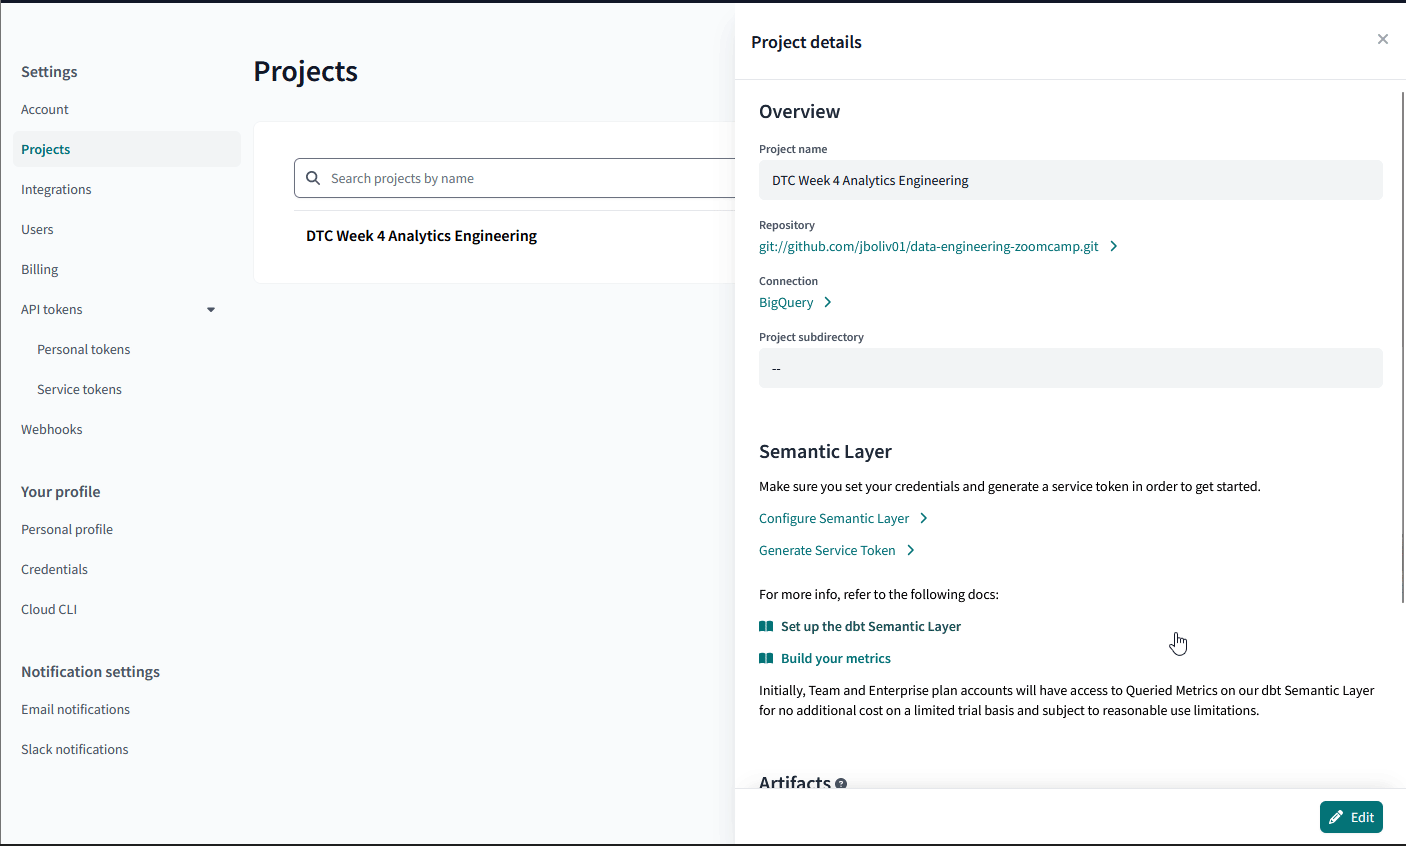 Settings
Account
Projects
Integrations
Users
Billing
API tokens
Personal tokens
Service tokens
Webhooks
Your profile
Personal profile
Credentials
Cloud CLI
Notification settings
Email notifications
Slack notifications
Projects
Search projects by name
DTC Week 4 Analytics Engineering
Project details
Overview
Project name
DTC Week 4 Analytics Engineering
Repository
git://github.com/jboliv01/data-engineering-zoomcamp.git
Connection
BigQuery
Project subdirectory
--
Semantic Layer
Make sure you set your credentials and generate a service token in order to get started.
Configure Semantic Layer
Generate Service Token
For more info, refer to the following docs:
Set up the dbt Semantic Layer
Build your metrics
Initially, Team and Enterprise plan accounts will have access to Queried Metrics on our dbt Semantic Layer
for no additional cost on a limited trial basis and subject to reasonable use limitations.
Artifacts ?
Edit